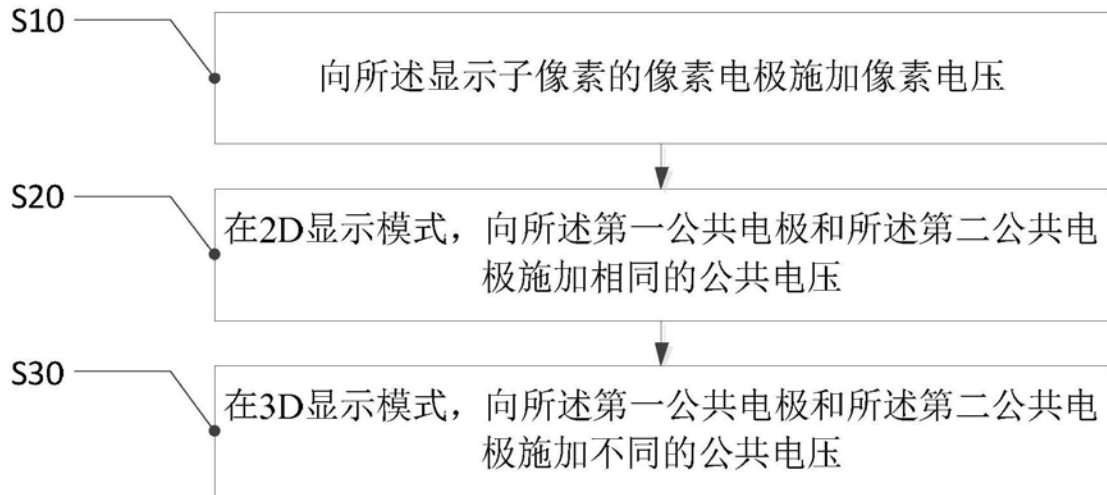 S10
向所述显示子像素的像素电极施加像素电压
S20
在2D显示模式，向所述第一公共电极和所述第二公共电
极施加相同的公共电压
S30
在3D显示模式，向所述第一公共电极和所述第二公共电
极施加不同的公共电压